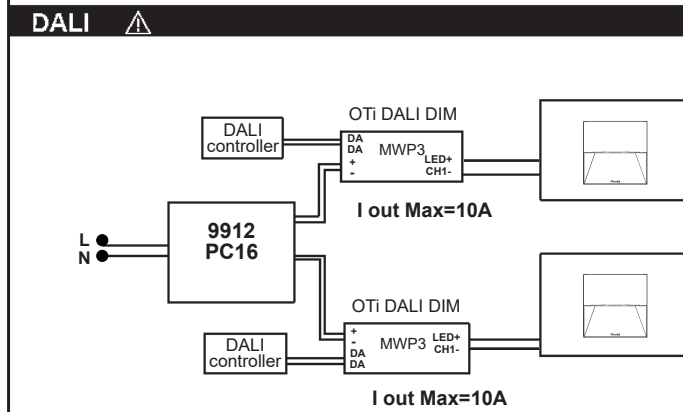 DALI
OTi DALI DIM
DALI
controller
DA
DA
+
-
MWP3
LED+
CH1-
I out Max=10A
L
N
9912
PC16
OTi DALI DIM
DALI
controller
+
-
DA
DA
MWP3
LED+
CH1-
I out Max=10A